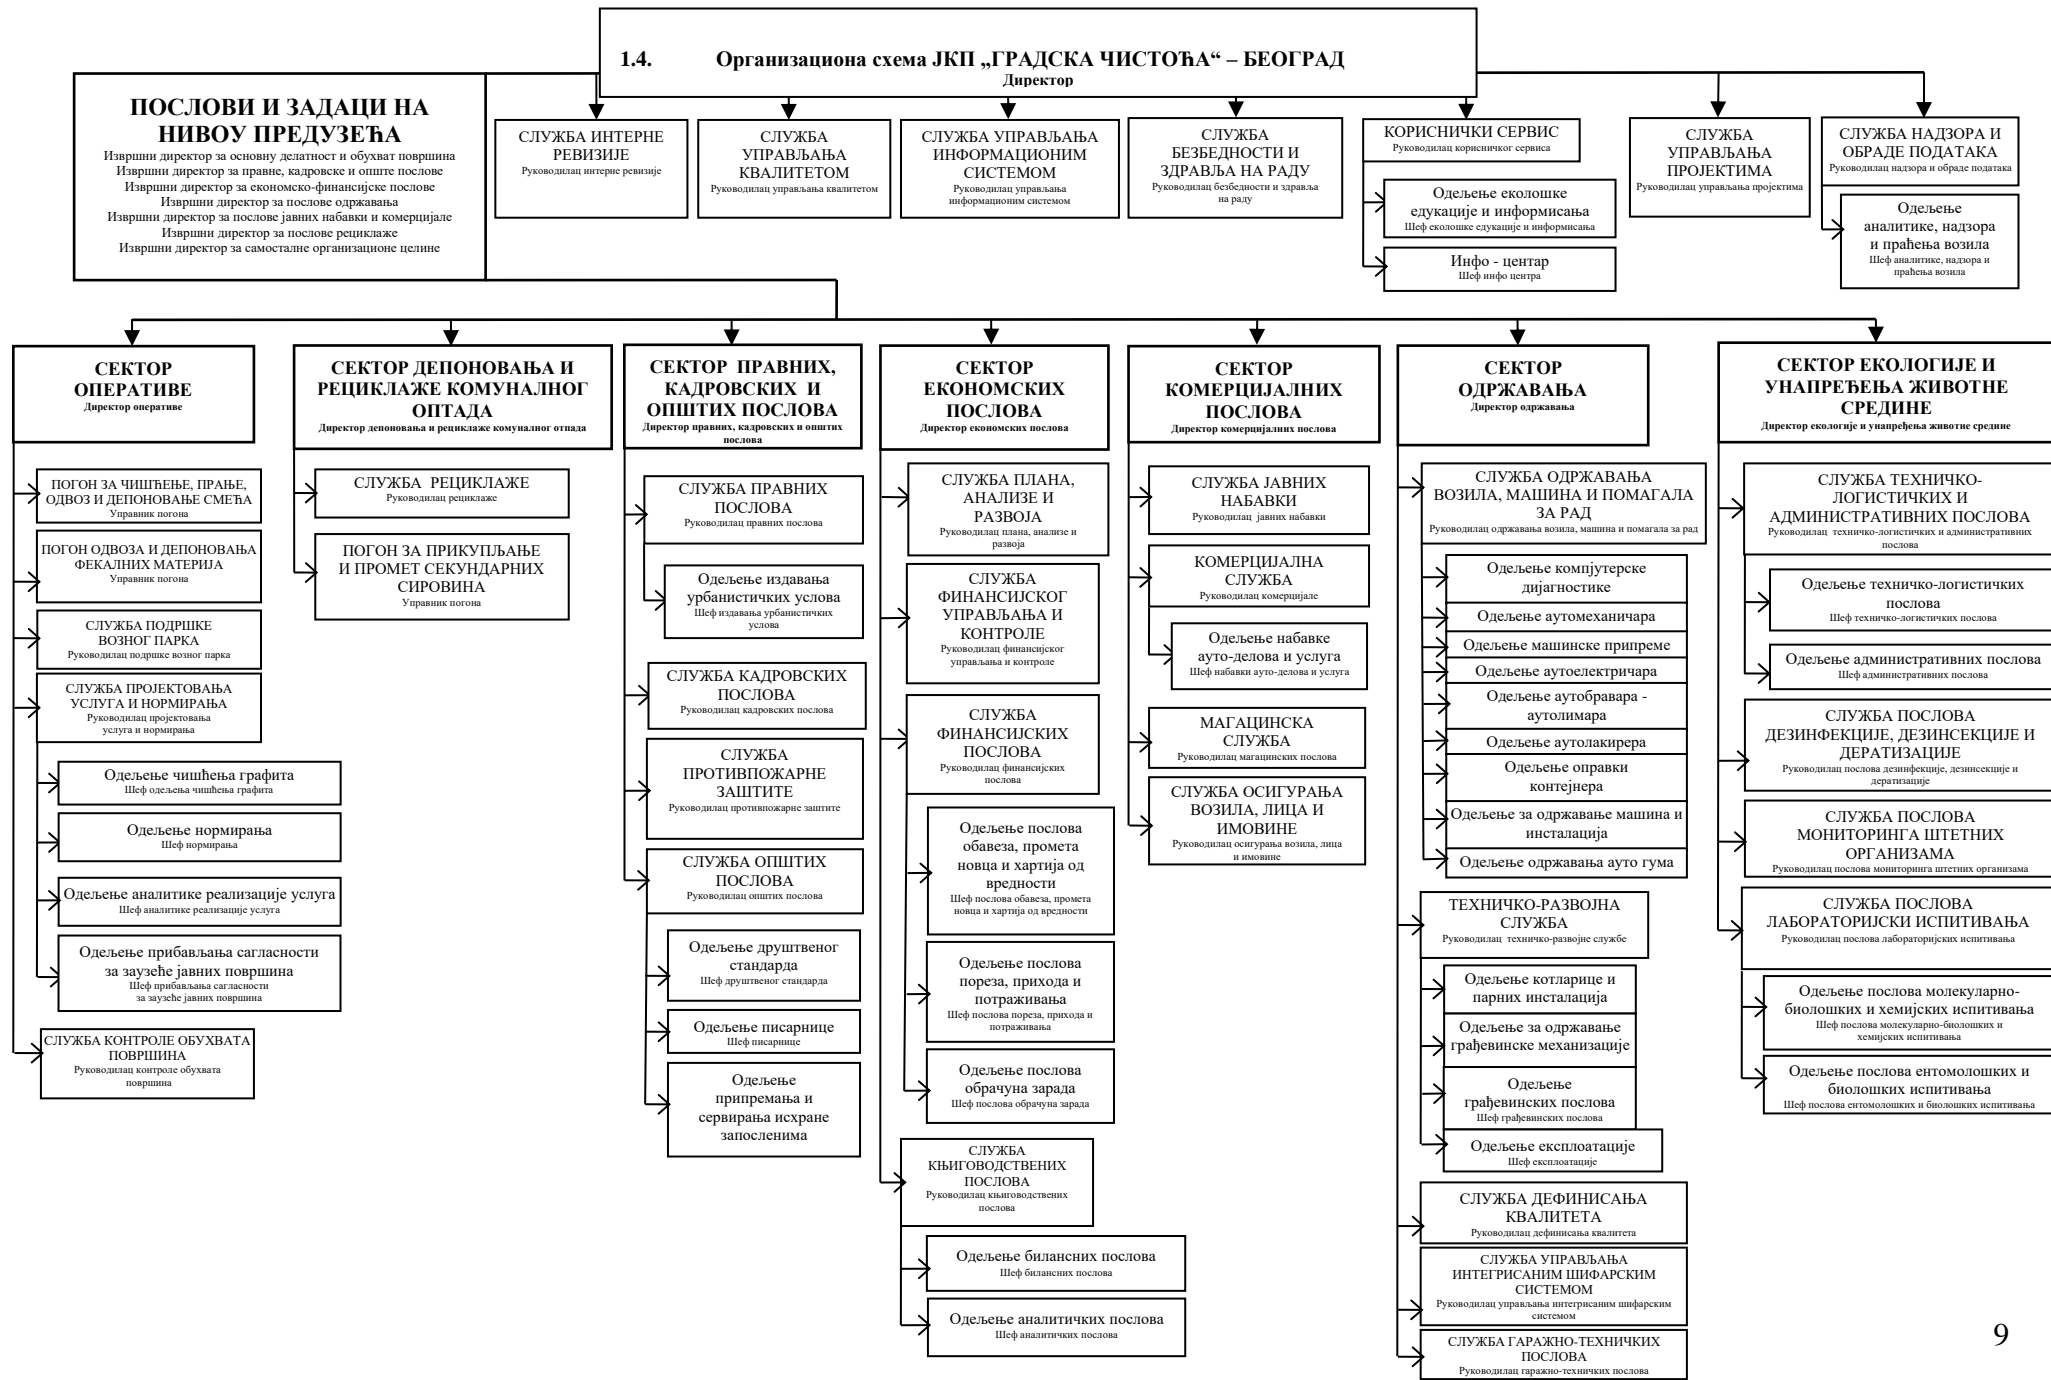 1.4. Организациона схема ЈКП „ГРАДСКА ЧИСТОЋА“ – БЕОГРАД
Директор
ПОСЛОВИ И ЗАДАЦИ НА
НИВОУ ПРЕДУЗЕЋА
Извршни директор за основну делатност и обухват површина
Извршни директор за правне, кадровске и опште послове
Извршни директор за економско-финансијске послове
Извршни директор за послове одржавања
Извршни директор за послове јавних набавки и комерцијале
Извршни директор за послове рециклаже
Извршни директор за самосталне организационе целине
СЛУЖБА ИНТЕРНЕ
РЕВИЗИЈЕ
Руководилац интерне ревизије
СЛУЖБА
УПРАВЉАЊА
КВАЛИТЕТОМ
Руководилац управљања квалитетом
СЛУЖБА УПРАВЉАЊА
ИНФОРМАЦИОНИМ
СИСТЕМОМ
Руководилац управљања
информационим системом
СЛУЖБА
БЕЗБЕДНОСТИ И
ЗДРАВЉА НА РАДУ
Руководилац безбедности и здравља
на раду
КОРИСНИЧКИ СЕРВИС
Руководилац корисничког сервиса
Одељење еколошке
едукације и информисања
Шеф еколошке едукације и информисања
Инфо - центар
Шеф инфо центра
СЛУЖБА
УПРАВЉАЊА
ПРОЈЕКТИМА
Руководилац управљања пројектима
СЛУЖБА НАДЗОРА И
ОБРАДЕ ПОДАТАКА
Руководилац надзора и обраде података
Одељење
аналитике, надзора
и праћења возила
Шеф аналитике, надзора и
праћења возила
СЕКТОР
ОПЕРАТИВЕ
Директор оперативе
ПОГОН ЗА ЧИШЋЕЊЕ, ПРАЊЕ,
ОДВОЗ И ДЕПОНОВАЊЕ СМЕЋА
Управник погона
ПОГОН ОДВОЗА И ДЕПОНОВАЊА
ФЕКАЛНИХ МАТЕРИЈА
Управник погона
СЛУЖБА ПОДРШКЕ
ВОЗНОГ ПАРКА
Руководилац подршке возног парка
СЛУЖБА ПРОЈЕКТОВАЊА
УСЛУГА И НОРМИРАЊА
Руководилац пројектовања
услуга и нормирања
Одељење чишћења графита
Шеф одељења чишћења графита
Одељење нормирања
Шеф нормирања
Одељење аналитике реализације услуга
Шеф аналитике реализације услуга
Одељење прибављања сагласности
за заузеће јавних површина
Шеф прибављања сагласности
за заузеће јавних површина
СЛУЖБА КОНТРОЛЕ ОБУХВАТА
ПОВРШИНА
Руководилац контроле обухвата
површина
СЕКТОР ДЕПОНОВАЊА И
РЕЦИКЛАЖЕ КОМУНАЛНОГ
ОПТАДА
Директор депоновања и рециклаже комуналног отпада
СЛУЖБА РЕЦИКЛАЖЕ
Руководилац рециклаже
ПОГОН ЗА ПРИКУПЉАЊЕ
И ПРОМЕТ СЕКУНДАРНИХ
СИРОВИНА
Управник погона
СЕКТОР ПРАВНИХ,
КАДРОВСКИХ И
ОПШТИХ ПОСЛОВА
Директор правних, кадровских и општих
послова
СЛУЖБА ПРАВНИХ
ПОСЛОВА
Руководилац правних послова
Одељење издавања
урбанистичких услова
Шеф издавања урбанистичких
услова
СЛУЖБА КАДРОВСКИХ
ПОСЛОВА
Руководилац кадровских послова
СЛУЖБА
ПРОТИВПОЖАРНЕ
ЗАШТИТЕ
Руководилац противпожарне заштите
СЛУЖБА ОПШТИХ
ПОСЛОВА
Руководилац општих послова
Одељење друштвеног
стандарда
Шеф друштвеног стандарда
Одељење писарнице
Шеф писарнице
Одељење
припремања и
сервирања исхране
запосленима
СЕКТОР
ЕКОНОМСКИХ
ПОСЛОВА
Директор економских послова
СЛУЖБА ПЛАНА,
АНАЛИЗЕ И
РАЗВОЈА
Руководилац плана, анализе и
развоја
СЛУЖБА
ФИНАНСИЈСКОГ
УПРАВЉАЊА И
КОНТРОЛЕ
Руководилац финансијског
управљања и контроле
СЛУЖБА
ФИНАНСИЈСКИХ
ПОСЛОВА
Руководилац финансијских
послова
Одељење послова
обавеза, промета
новца и хартија од
вредности
Шеф послова обавеза, промета
новца и хартија од вредности
Одељење послова
пореза, прихода и
потраживања
Шеф послова пореза, прихода и
потраживања
Одељење послова
обрачуна зарада
Шеф послова обрачуна зарада
СЛУЖБА
КЊИГОВОДСТВЕНИХ
ПОСЛОВА
Руководилац књиговодствених
послова
Одељење билансних послова
Шеф билансних послова
Одељење аналитичких послова
Шеф аналитичких послова
СЕКТОР
КОМЕРЦИЈАЛНИХ
ПОСЛОВА
Директор комерцијалних послова
СЛУЖБА ЈАВНИХ
НАБАВКИ
Руководилац јавних набавки
КОМЕРЦИЈАЛНА
СЛУЖБА
Руководилац комерцијале
Одељење набавке
ауто-делова и услуга
Шеф набавки ауто-делова и услуга
МАГАЦИНСКА
СЛУЖБА
Руководилац магацинских послова
СЛУЖБА ОСИГУРАЊА
ВОЗИЛА, ЛИЦА И
ИМОВИНЕ
Руководилац осигурања возила, лица
и имовине
СЕКТОР
ОДРЖАВАЊА
Директор одржавања
СЛУЖБА ОДРЖАВАЊА
ВОЗИЛА, МАШИНА И ПОМАГАЛА
ЗА РАД
Руководилац одржавања возила, машина и помагала за рад
Одељење компјутерске
дијагностике
Одељење аутомеханичара
Одељење машинске припреме
Одељење аутоелектричара
Одељење аутобравара -
аутолимара
Одељење аутолакирера
Одељење оправки
контејнера
Одељење за одржавање машина и
инсталација
Одељење одржавања ауто гума
ТЕХНИЧКО-РАЗВОЈНА
СЛУЖБА
Руководилац техничко-развојне службе
Одељење котларице и
парних инсталација
Одељење за одржавање
грађевинске механизације
Одељење
грађевинских послова
Шеф грађевинских послова
Одељење експлоатације
Шеф експлоатације
СЛУЖБА ДЕФИНИСАЊА
КВАЛИТЕТА
Руководилац дефинисања квалитета
СЛУЖБА УПРАВЉАЊА
ИНТЕГРИСАНИМ ШИФАРСКИМ
СИСТЕМОМ
Руководилац управљања интегрисаним шифарским
системом
СЛУЖБА ГАРАЖНО-ТЕХНИЧКИХ
ПОСЛОВА
Руководилац гаражно-техничких послова
СЕКТОР ЕКОЛОГИЈЕ И
УНАПРЕЂЕЊА ЖИВОТНЕ
СРЕДИНЕ
Директор екологије и унапређења животне средине
СЛУЖБА ТЕХНИЧКО-
ЛОГИСТИЧКИХ И
АДМИНИСТРАТИВНИХ ПОСЛОВА
Руководилац техничко-логистичких и административних
послова
Одељење техничко-логистичких
послова
Шеф техничко-логистичких послова
Одељење административних послова
Шеф административних послова
СЛУЖБА ПОСЛОВА
ДЕЗИНФЕКЦИЈЕ, ДЕЗИНСЕКЦИЈЕ И
ДЕРАТИЗАЦИЈЕ
Руководилац послова дезинфекције, дезинсекције и
дератизације
СЛУЖБА ПОСЛОВА
МОНИТОРИНГА ШТЕТНИХ
ОРГАНИЗАМА
Руководилац послова мониторинга штетних организама
СЛУЖБА ПОСЛОВА
ЛАБОРАТОРИЈСКИ ИСПИТИВАЊА
Руководилац послова лабораторијских испитивања
Одељење послова молекуларно-
биолошких и хемијских испитивања
Шеф послова молекуларно-биолошких и
хемијских испитивања
Одељење послова ентомолошких и
биолошких испитивања
Шеф послова ентомолошких и биолошких испитивања
9